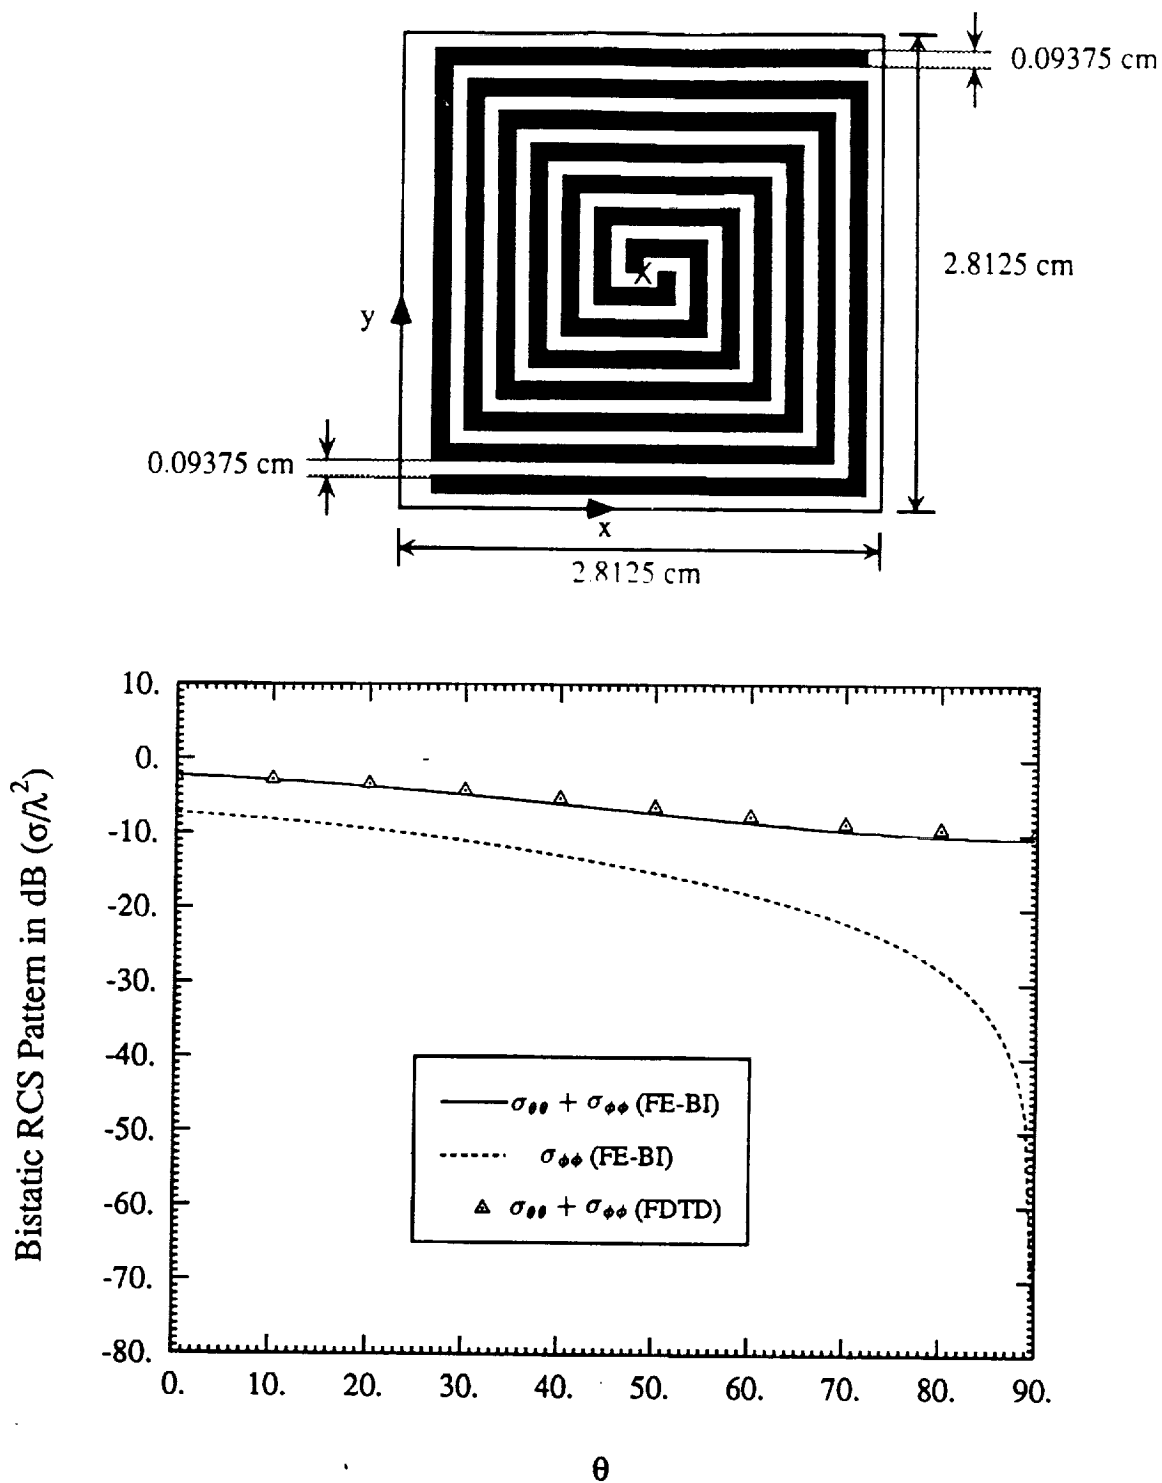 0.09375 cm
2.8125 cm
y
X
0.09375 cm
x
2.8125 cm
Bistatic RCS Pattern in dB (σ/λ²)
10.
0.
-10.
-20.
-30.
-40.
-50.
-60.
-70.
-80.
σθθ + σφφ (FE-BI)
σφφ (FE-BI)
σθθ + σφφ (FDTD)
0. 10. 20. 30. 40. 50. 60. 70. 80. 90.
θ